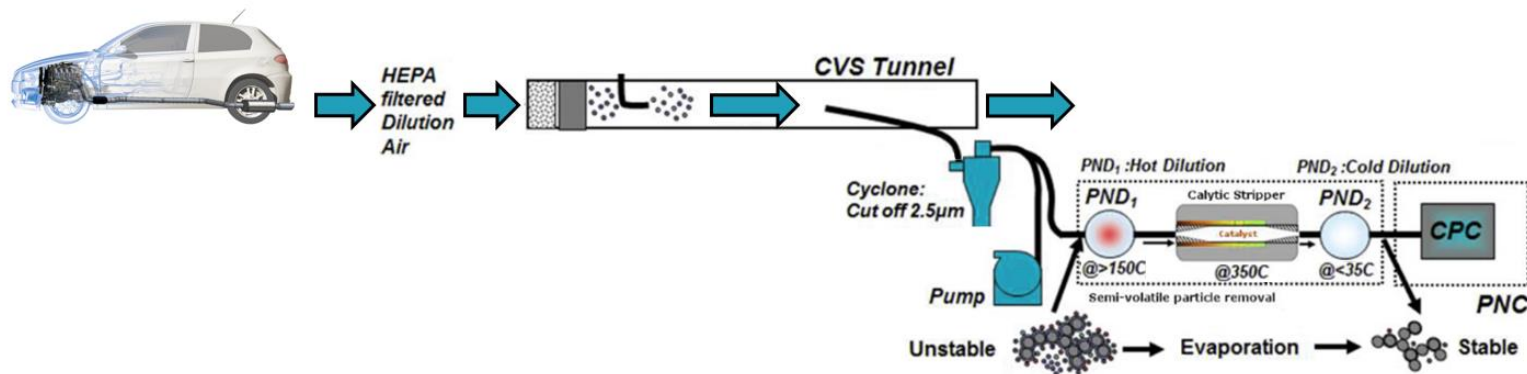 HEPA
filtered
Dilution
Air
CVS Tunnel
Cyclone:
Cut off 2.5µm
Pump
PND₁ :Hot Dilution
PND₂ :Cold Dilution
PND₁
Calytic Stripper
Catalyst
PND₂
CPC
@>150C
@350C
@<35C
Semi-volatile particle removal
PNC
Unstable
Evaporation
Stable